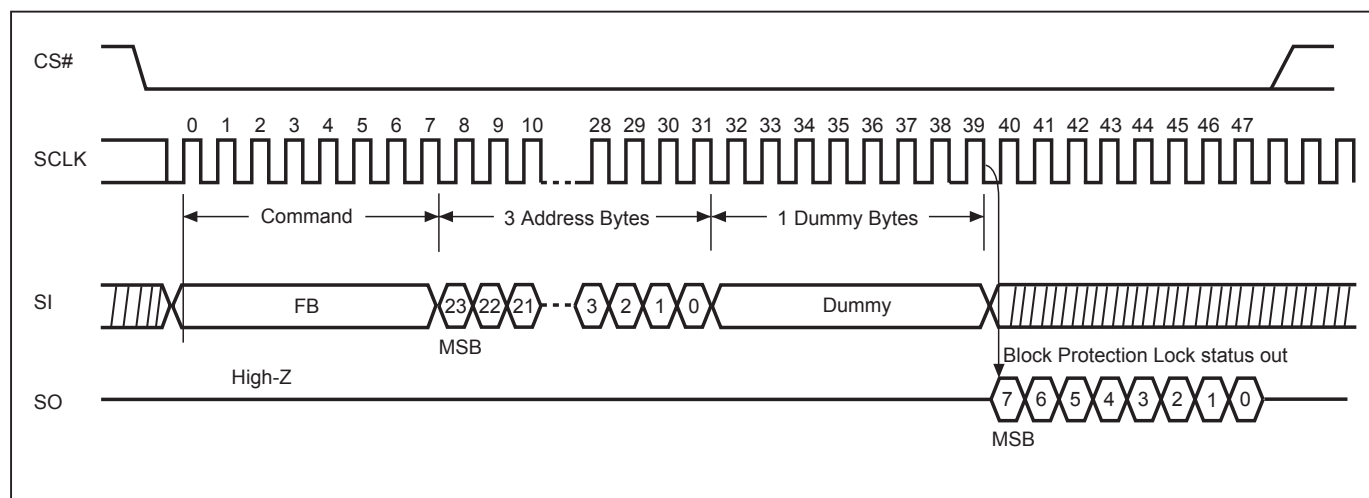 CS#
0 1 2 3 4 5 6 7 8 9 10 28 29 30 31 32 33 34 35 36 37 38 39 40 41 42 43 44 45 46 47
SCLK
Command 3 Address Bytes 1 Dummy Bytes
SI FB 23 22 21 3 2 1 0 Dummy
MSB
Block Protection Lock status out
High-Z
SO 7 6 5 4 3 2 1 0
MSB